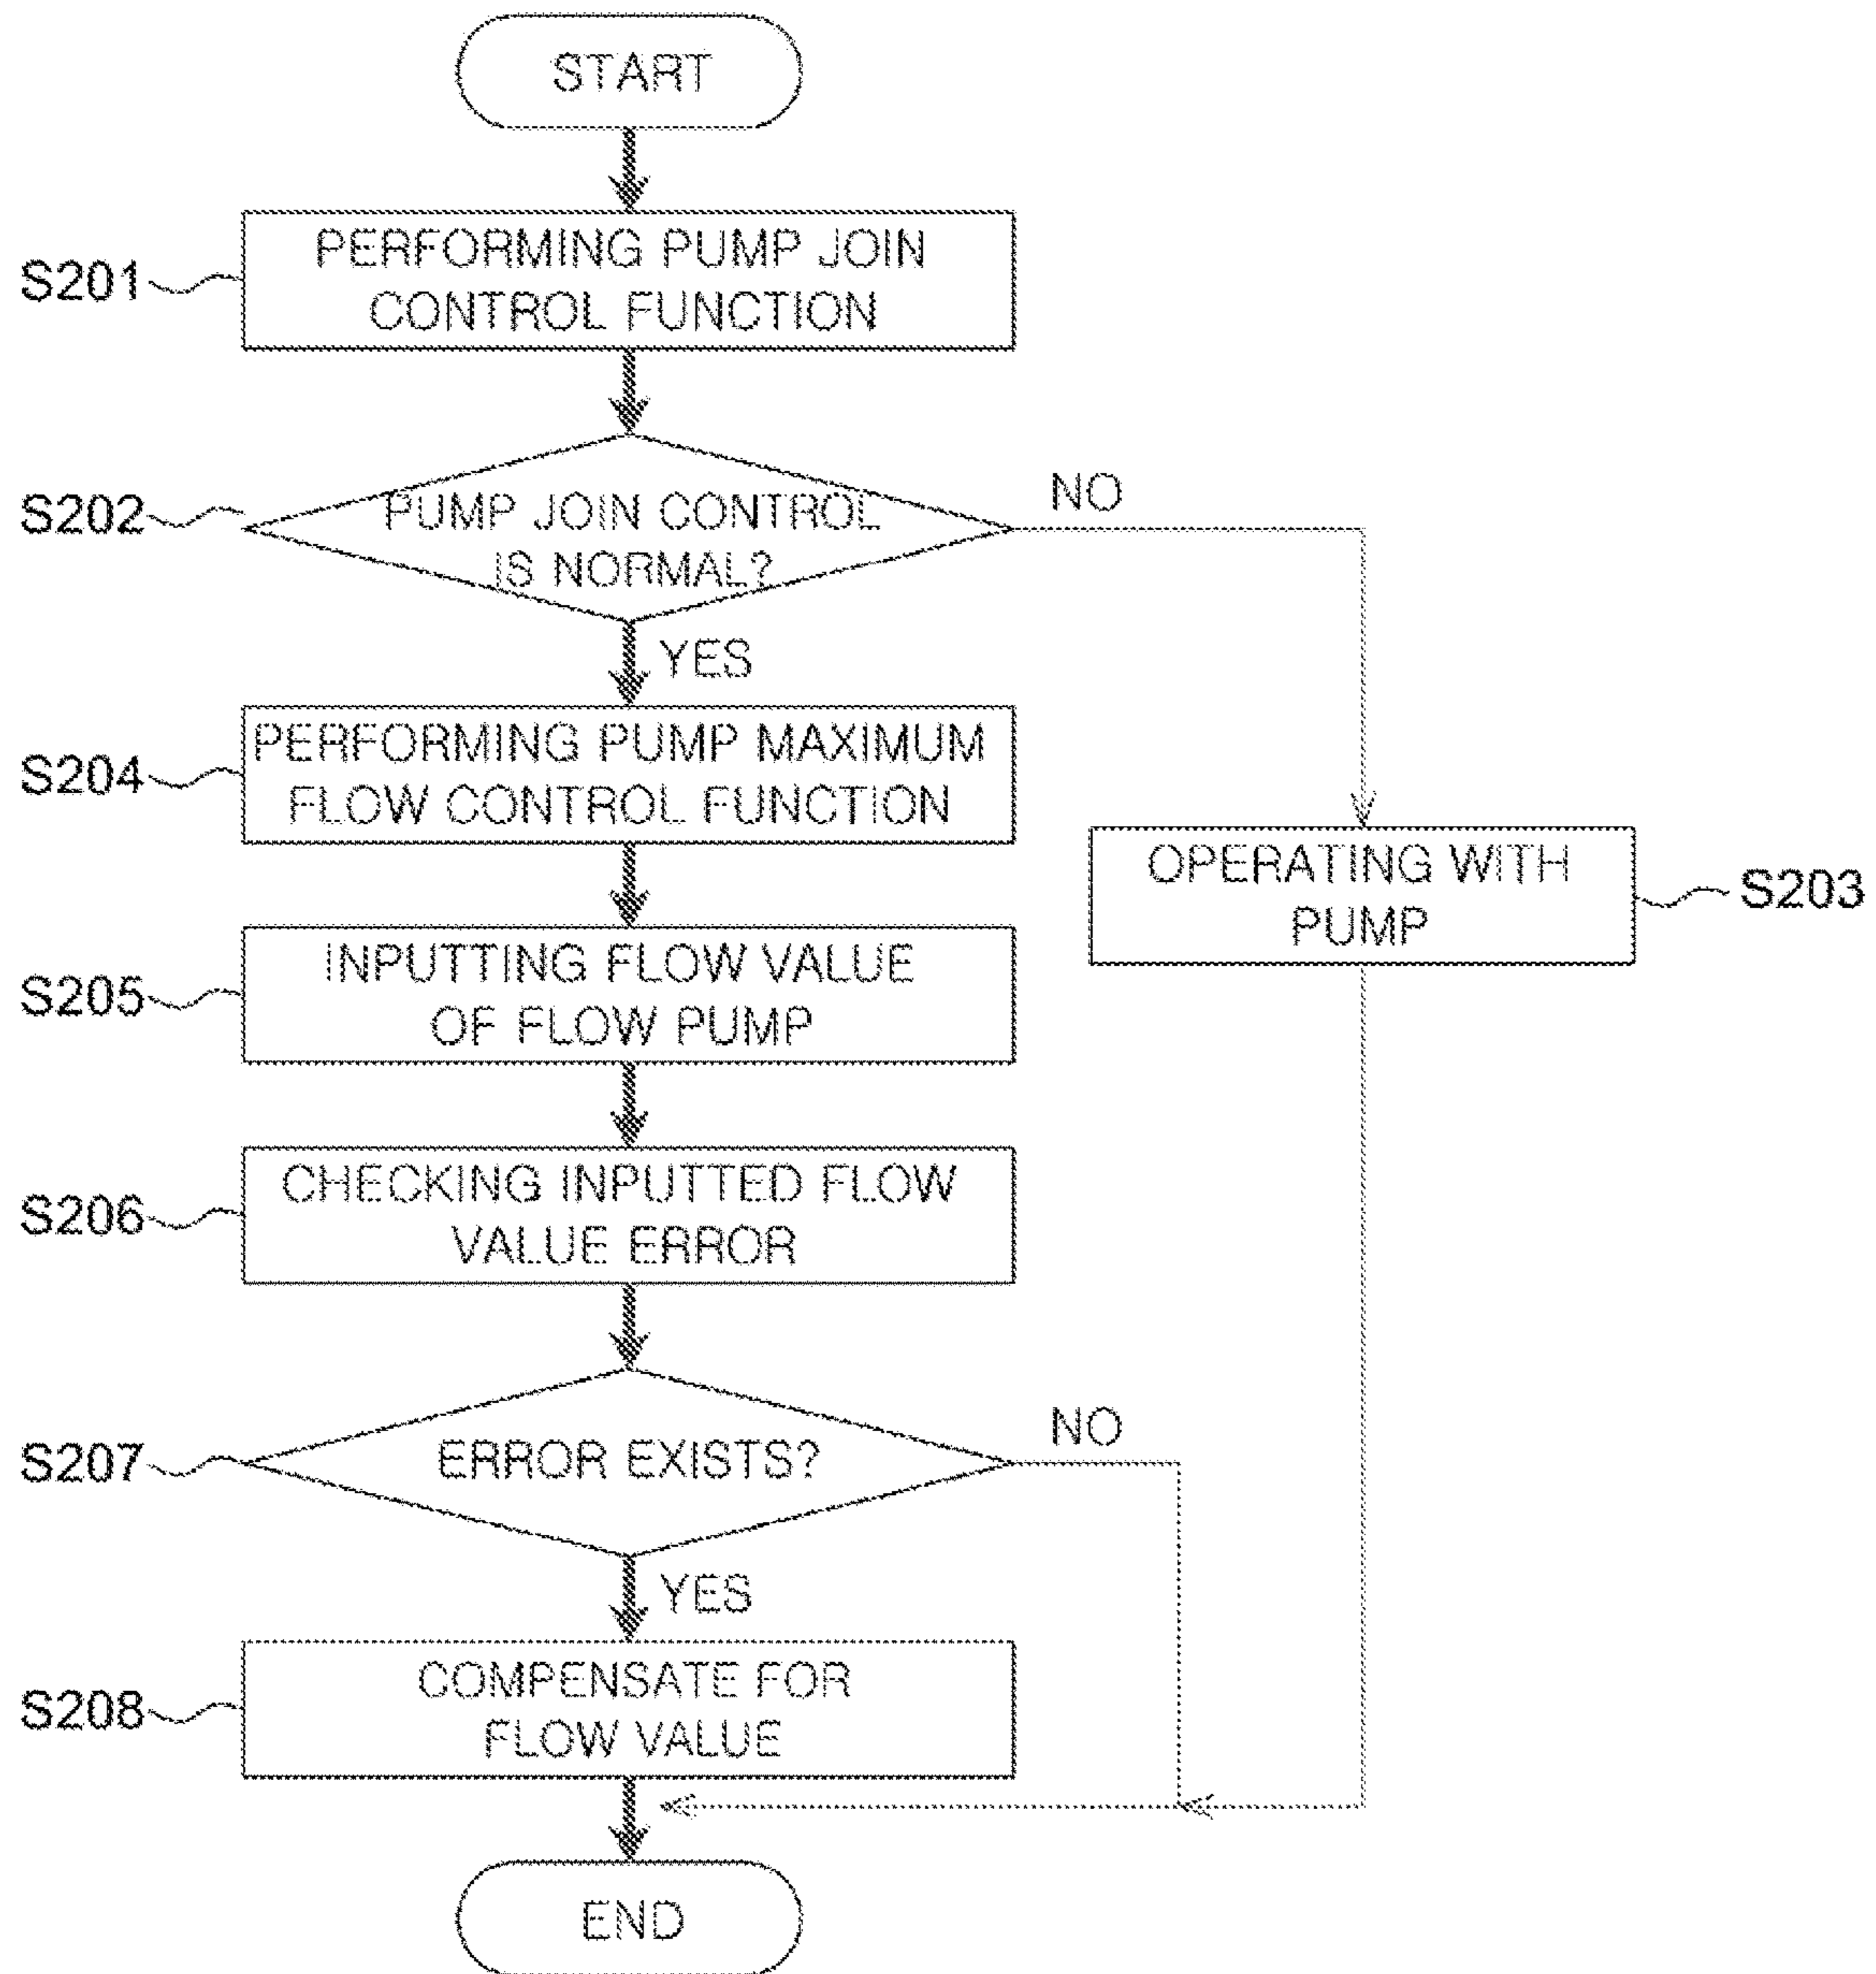 START
S201
PERFORMING PUMP JOIN
CONTROL FUNCTION
S202
PUMP JOIN CONTROL
IS NORMAL?
NO
YES
S204
PERFORMING PUMP MAXIMUM
FLOW CONTROL FUNCTION
OPERATING WITH
PUMP
S203
S205
INPUTTING FLOW VALUE
OF FLOW PUMP
S206
CHECKING INPUTTED FLOW
VALUE ERROR
S207
ERROR EXISTS?
NO
YES
S208
COMPENSATE FOR
FLOW VALUE
END